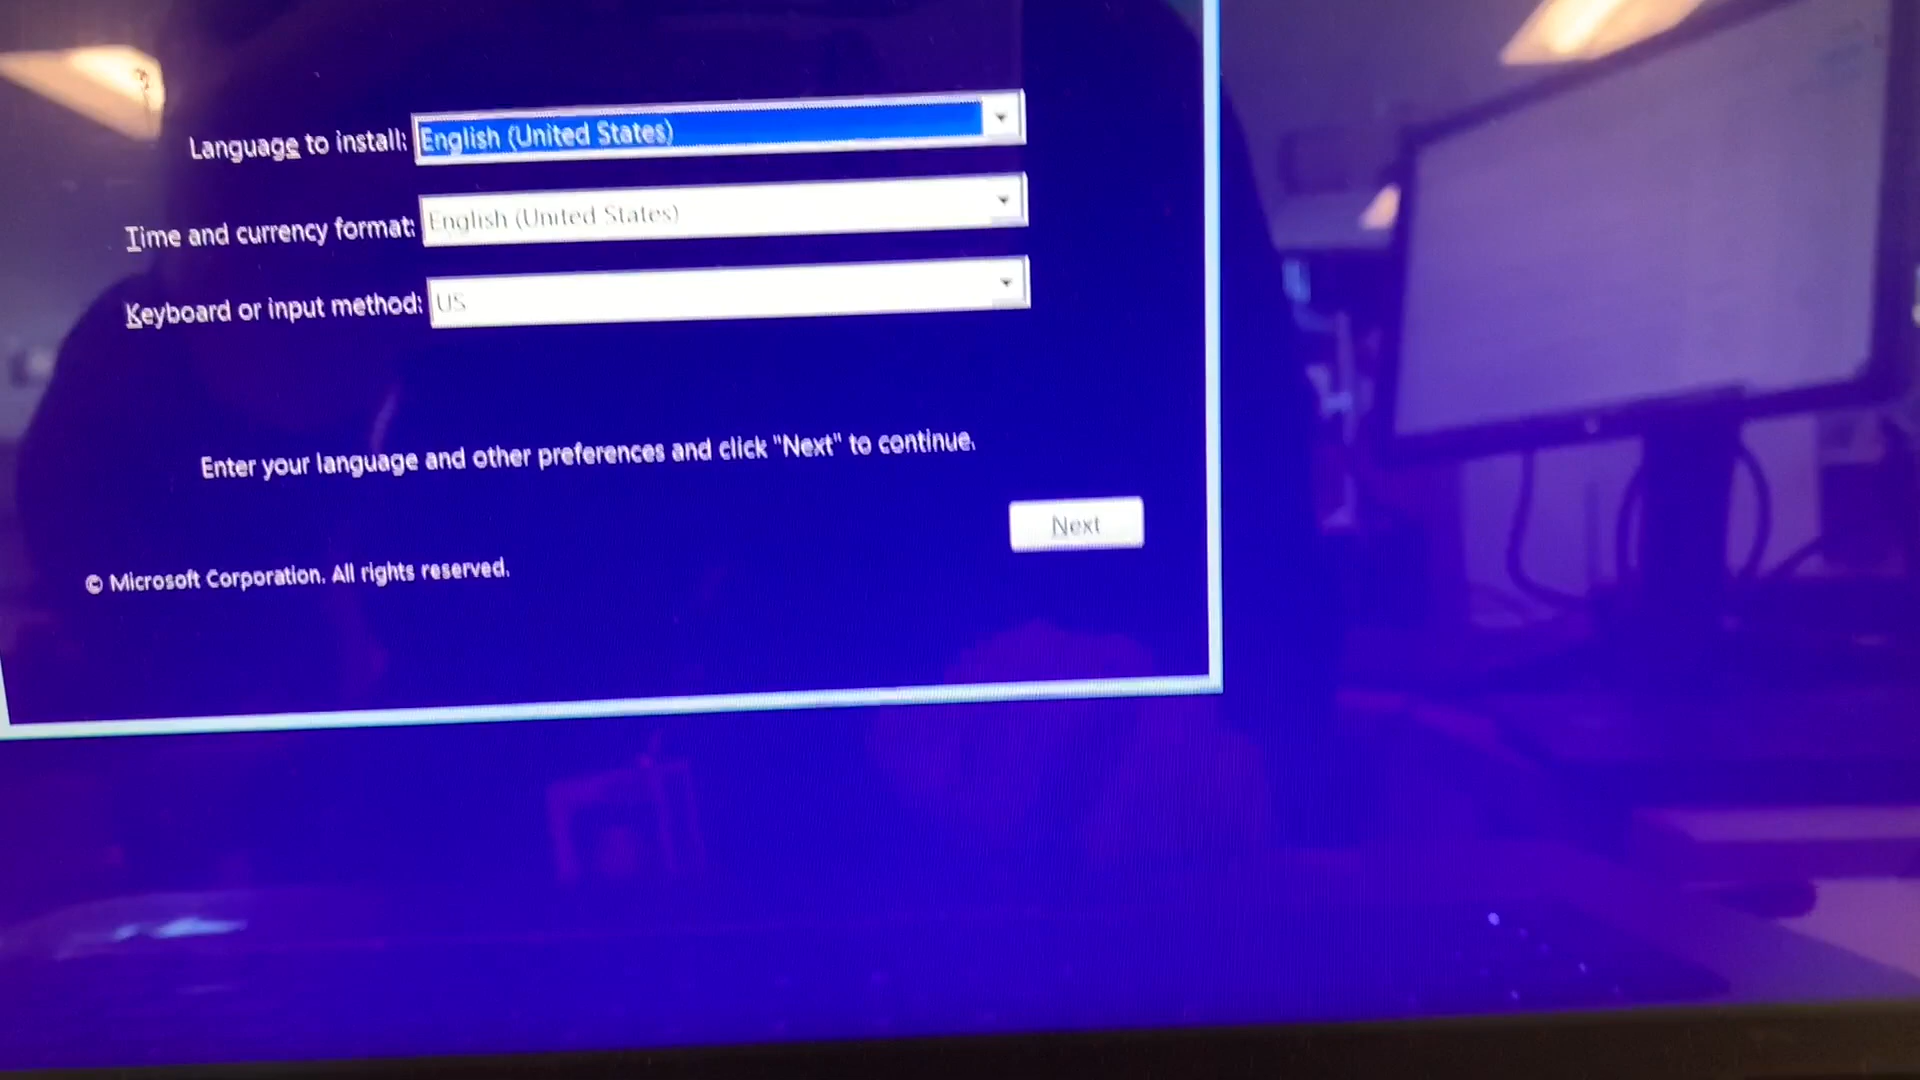 Language to install: English (United States)
Time and currency format: English (United States)
Keyboard or input method: US
Enter your language and other preferences and click "Next" to continue.
Next
© Microsoft Corporation. All rights reserved.